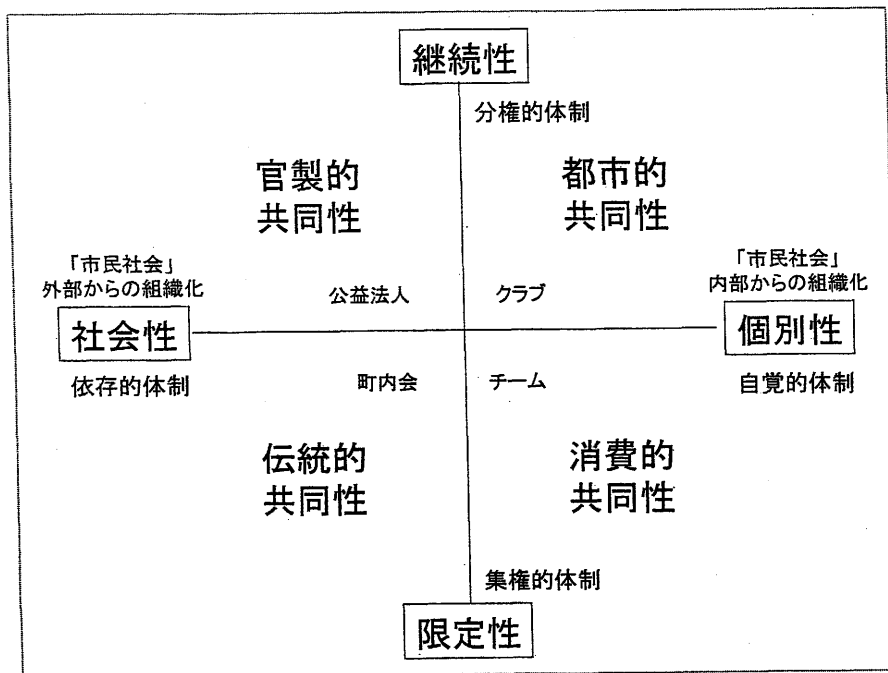 継続性
分権的体制
官製的
共同性
都市的
共同性
「市民社会」
外部からの組織化
公益法人
クラブ
「市民社会」
内部からの組織化
社会性
個別性
依存的体制
町内会
チーム
自覚的体制
伝統的
共同性
消費的
共同性
集権的体制
限定性